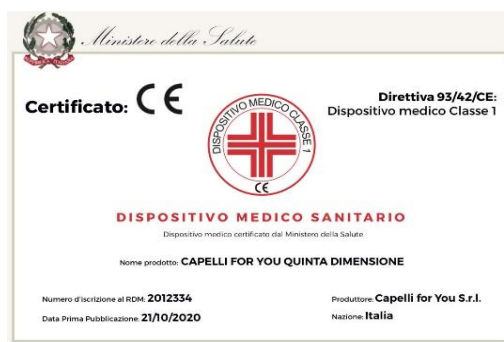 Ministero della Salute
Certificato: CE
Direttiva 93/42/CE:
Dispositivo medico Classe 1
DISPOSITIVO MEDICO CLASSE 1
CE
DISPOSITIVO MEDICO SANITARIO
Dispositivo medico certificato dal Ministero della Salute
Nome prodotto: CAPELLI FOR YOU QUINTA DIMENSIONE
Numero d'iscrizione al RDM: 2012334
Produttore: Capelli for You S.r.l.
Data Prima Pubblicazione: 21/10/2020
Nazione: Italia